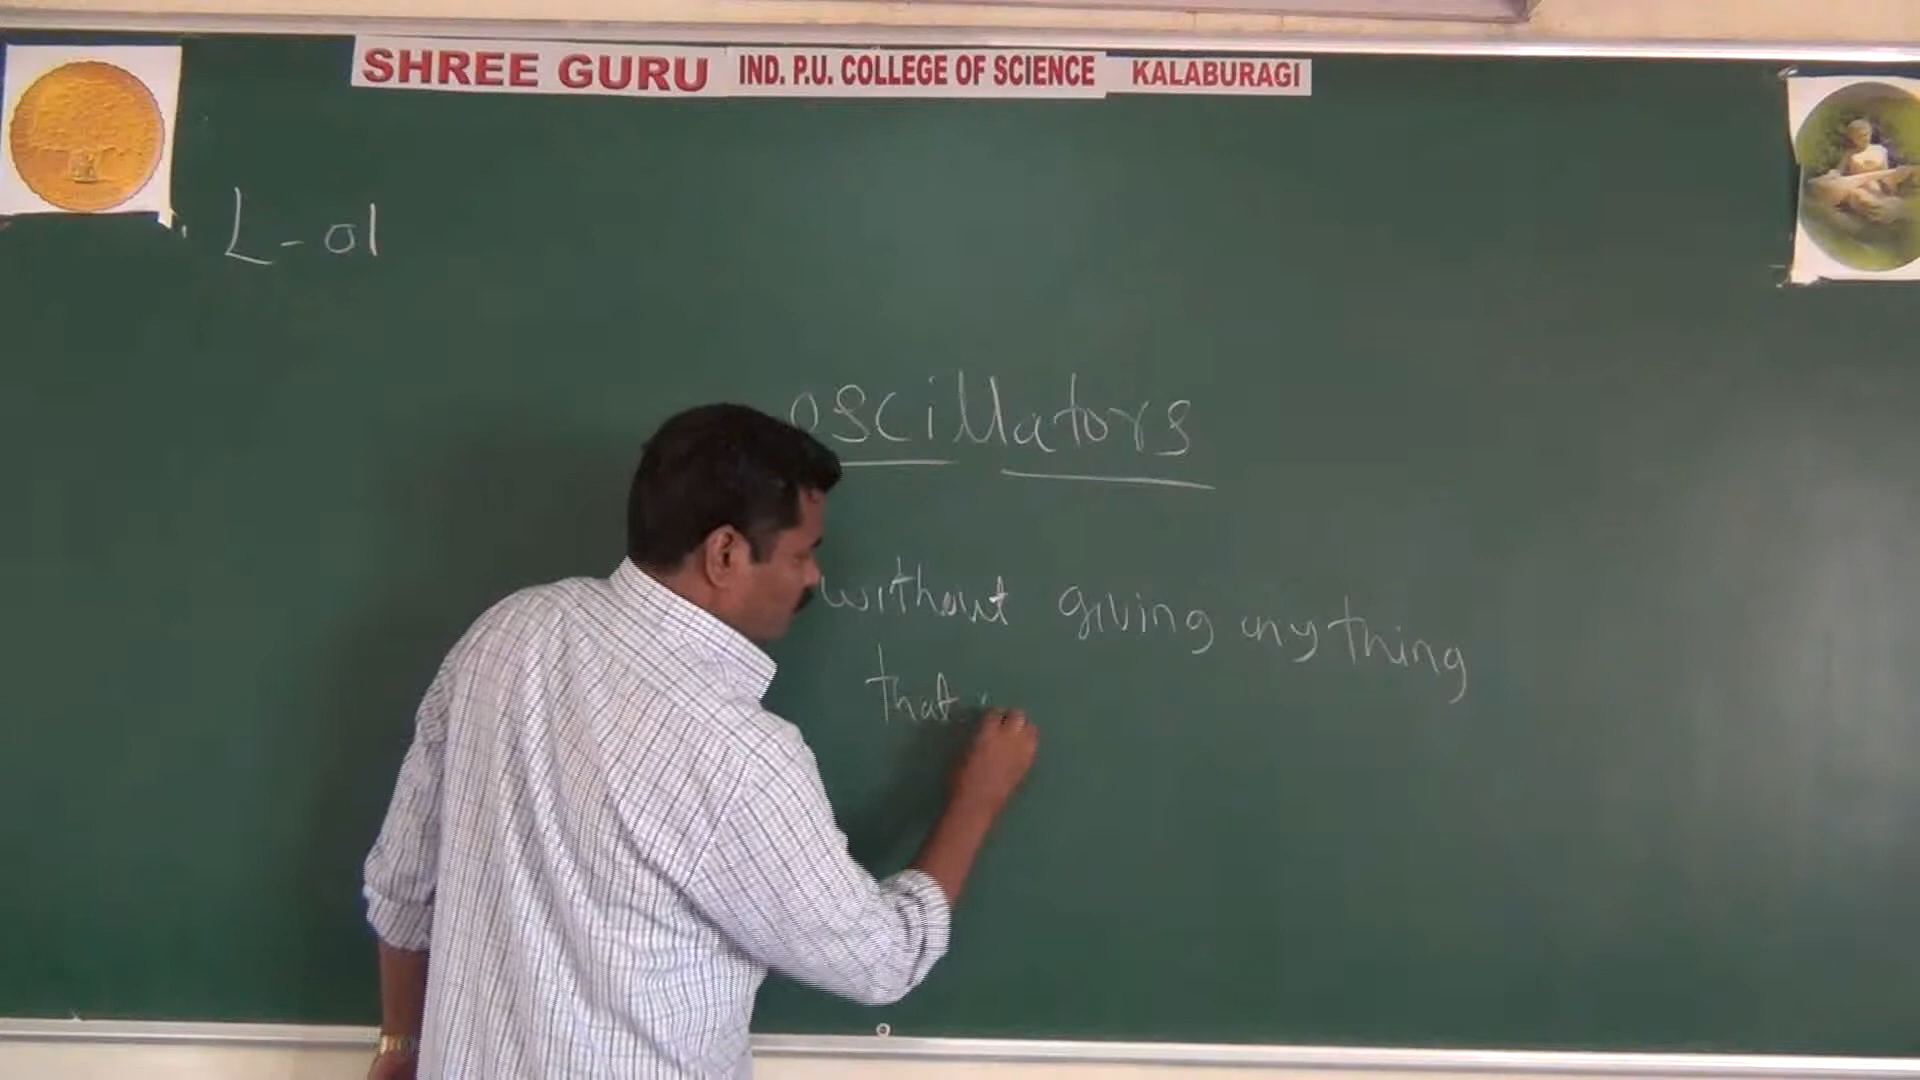 SHREE GURU IND. P.U. COLLEGE OF SCIENCE KALABURAGI
L-01
oscillators
without giving anything
that